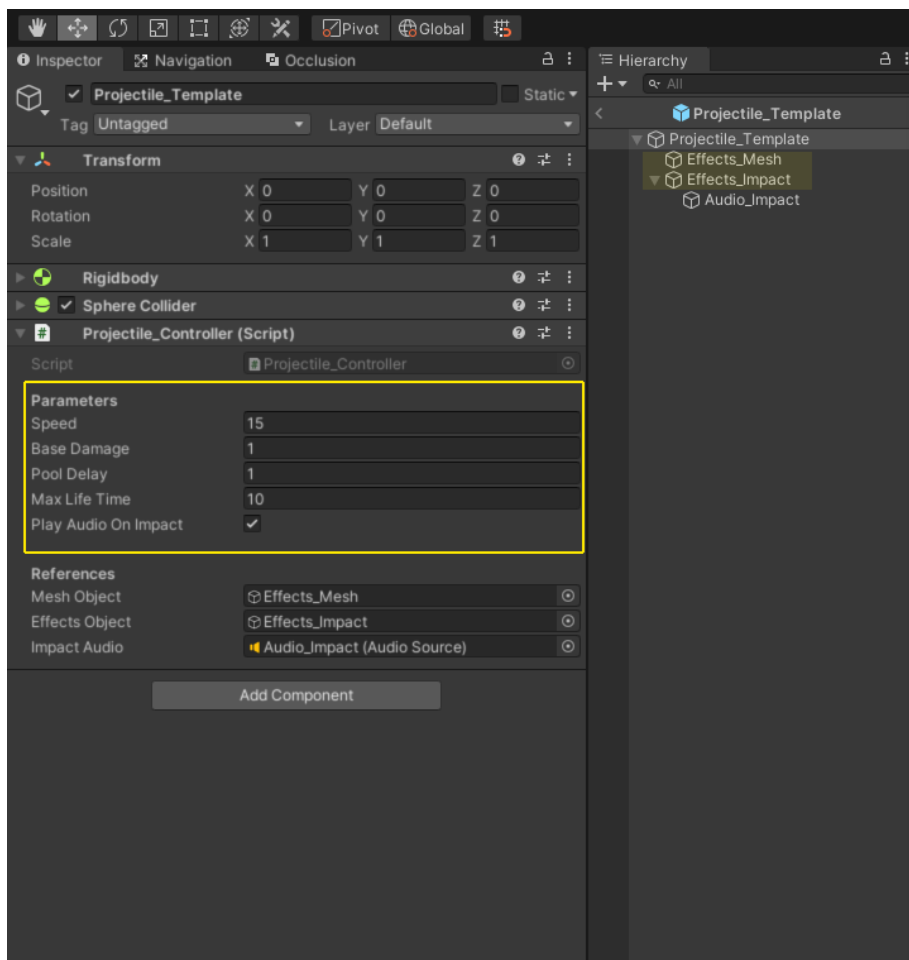 Pivot Global
Inspector Navigation Occlusion
Projectile_Template Static
Tag Untagged Layer Default
Transform
Position X 0 Y 0 Z 0
Rotation X 0 Y 0 Z 0
Scale X 1 Y 1 Z 1
Rigidbody
Sphere Collider
# Projectile_Controller (Script)
Script Projectile_Controller
Parameters
Speed 15
Base Damage 1
Pool Delay 1
Max Life Time 10
Play Audio On Impact
References
Mesh Object Effects_Mesh
Effects Object Effects_Impact
Impact Audio Audio_Impact (Audio Source)
Add Component
Hierarchy
All
Projectile_Template
Projectile_Template
Effects_Mesh
Effects_Impact
Audio_Impact